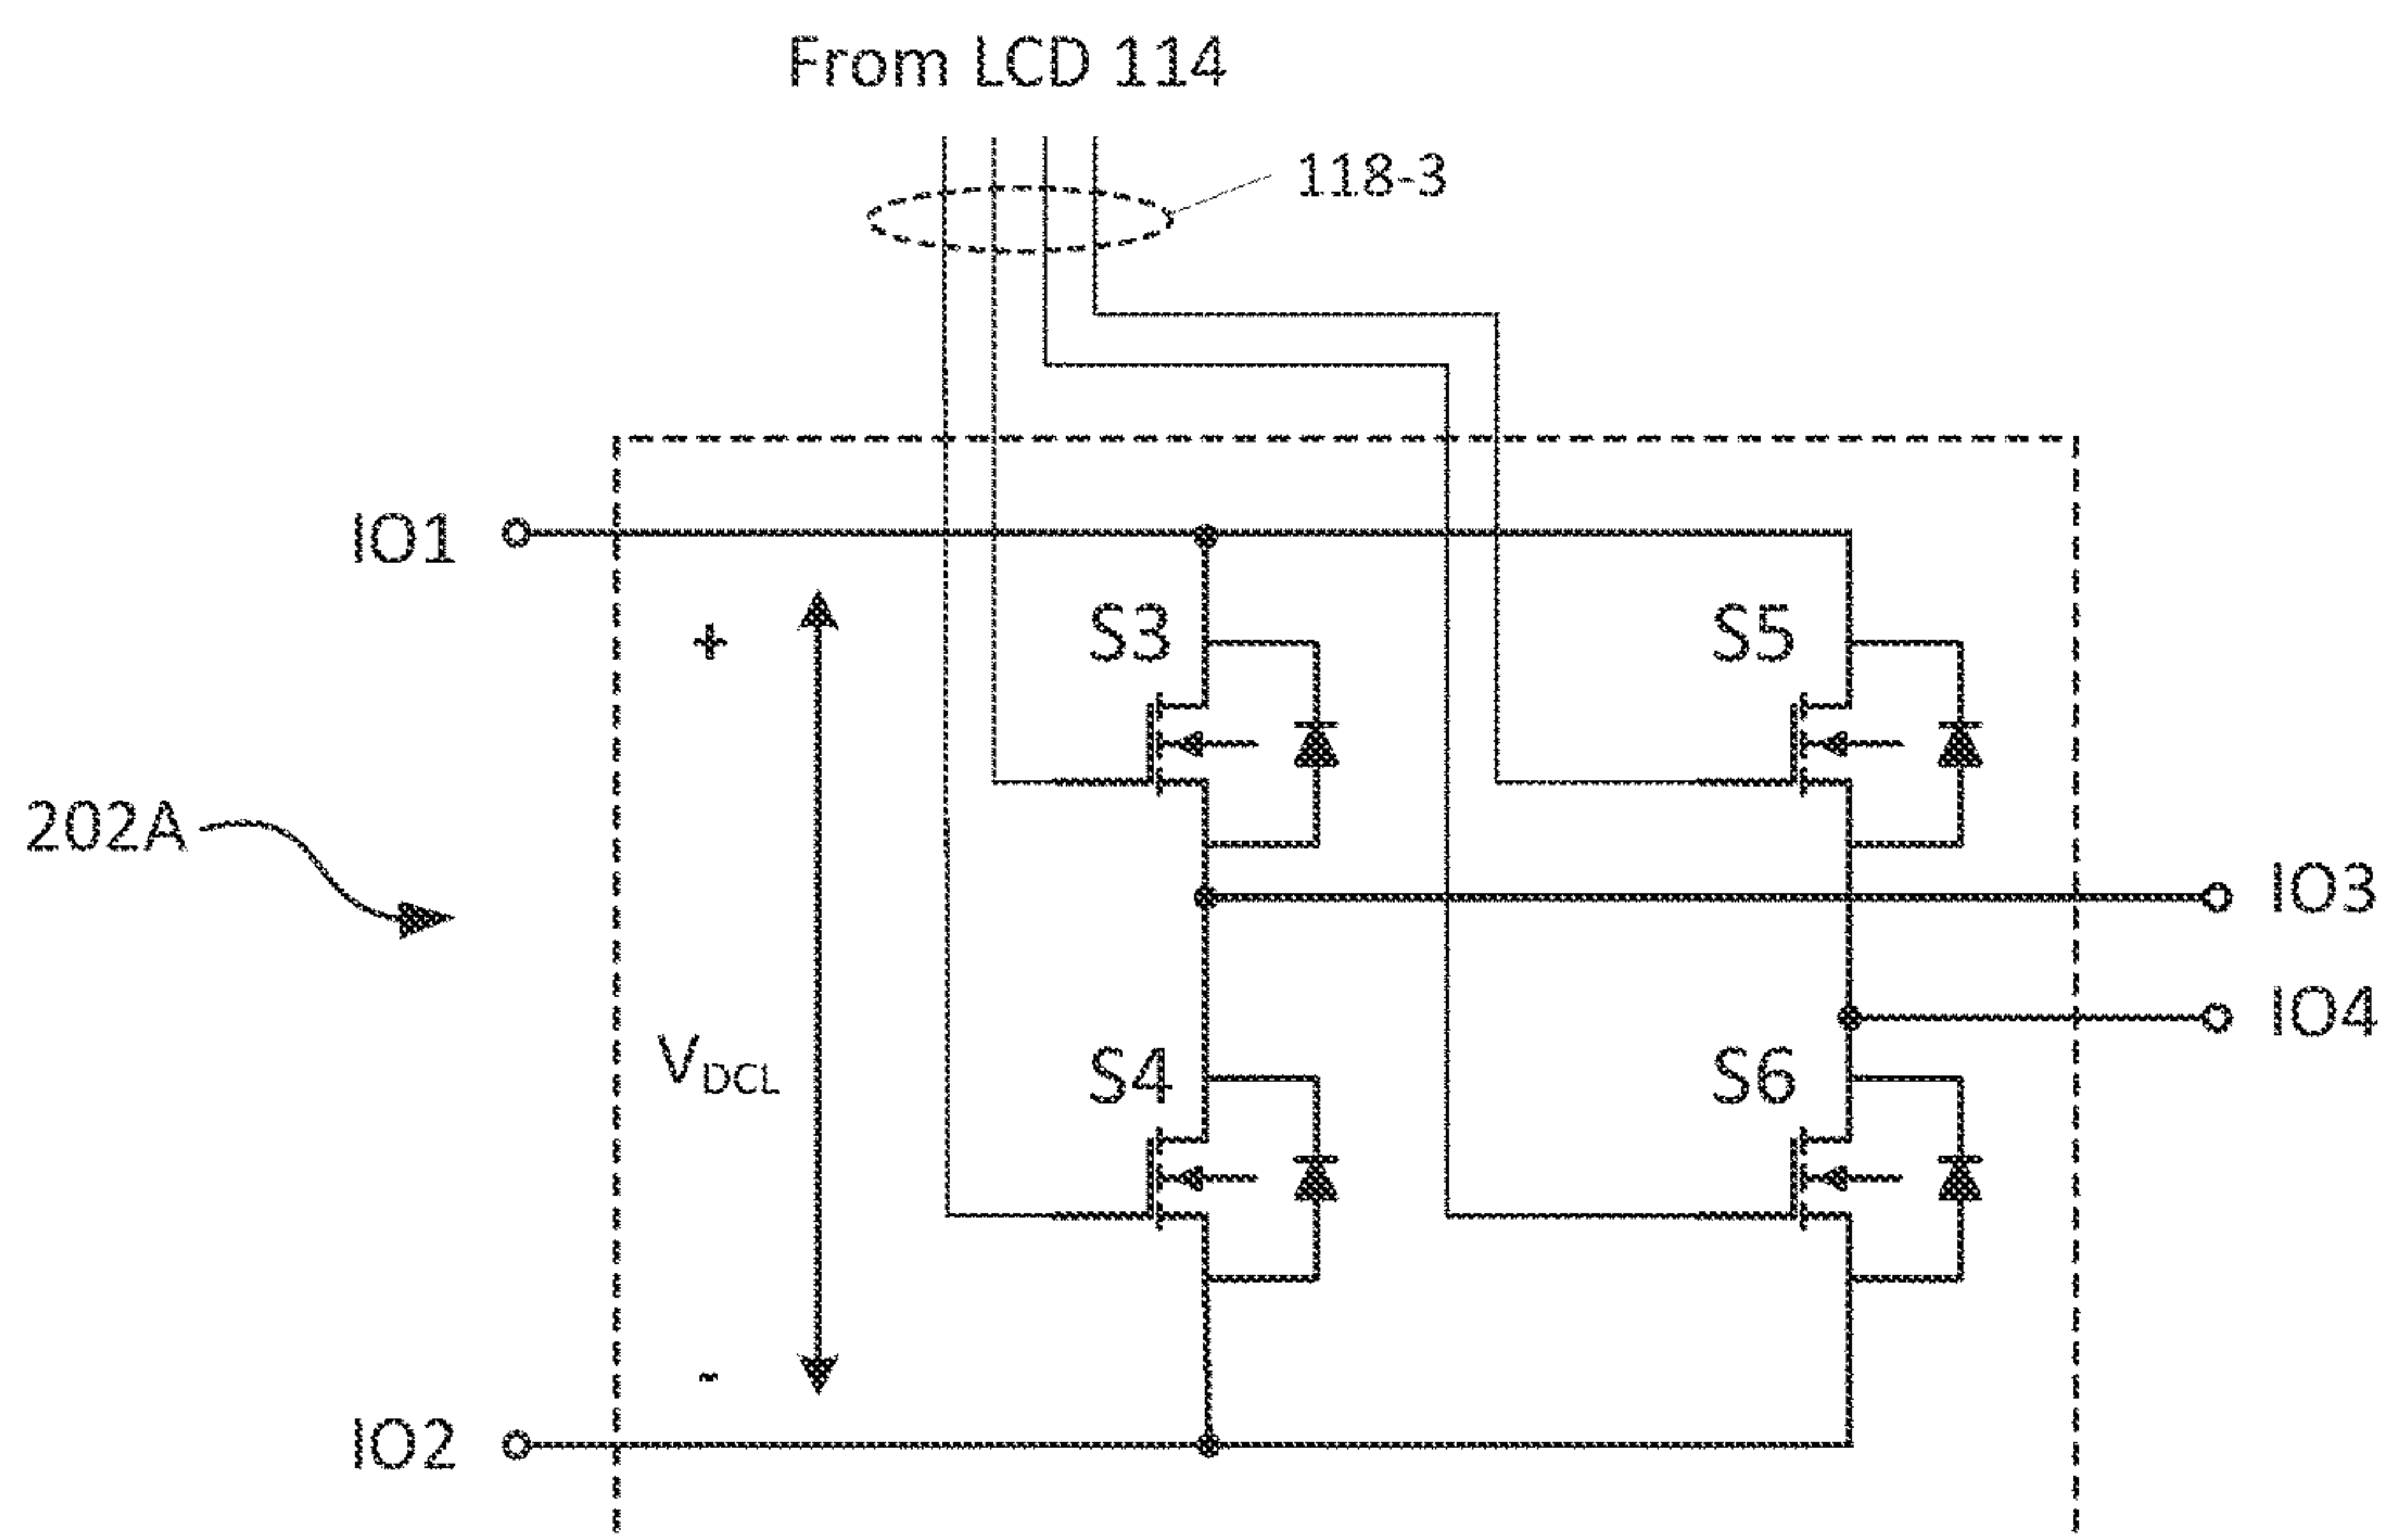 From LCD 114
118-3
IO1
+
S3
S5
202A
IO3
IO4
VDCL
S4
S6
-
IO2